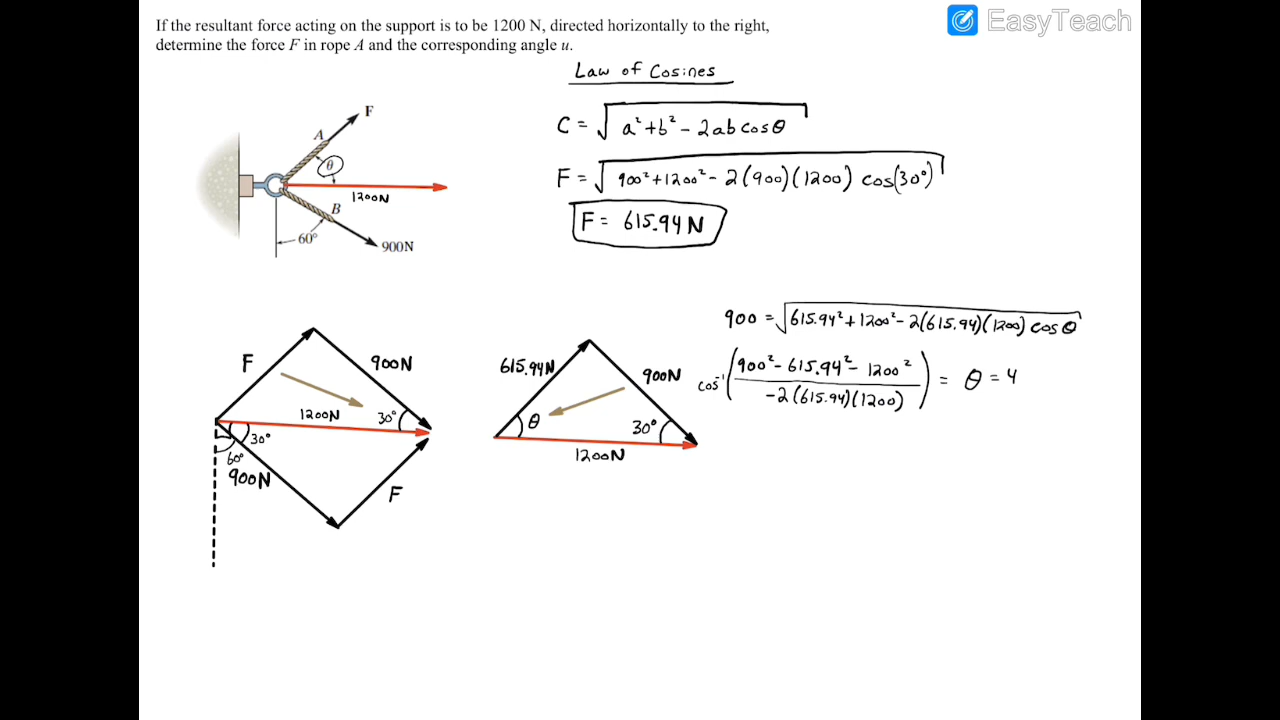 If the resultant force acting on the support is to be 1200 N, directed horizontally to the right,
determine the force F in rope A and the corresponding angle u.
EasyTeach
Law of Cosines
C = √a² + b² - 2ab cos θ
F = √900² + 1200² - 2(900)(1200) cos(30°)
F = 615.94 N
F
A
θ
1200N
B
60°
900N
900 = √615.94² + 1200² - 2(615.94)(1200) cos θ
cos⁻¹(900² - 615.94² - 1200² / -2(615.94)(1200)) = θ = 4
F
900N
1200N
30°
30°
60°
900N
F
615.94N
900N
θ
30°
1200N